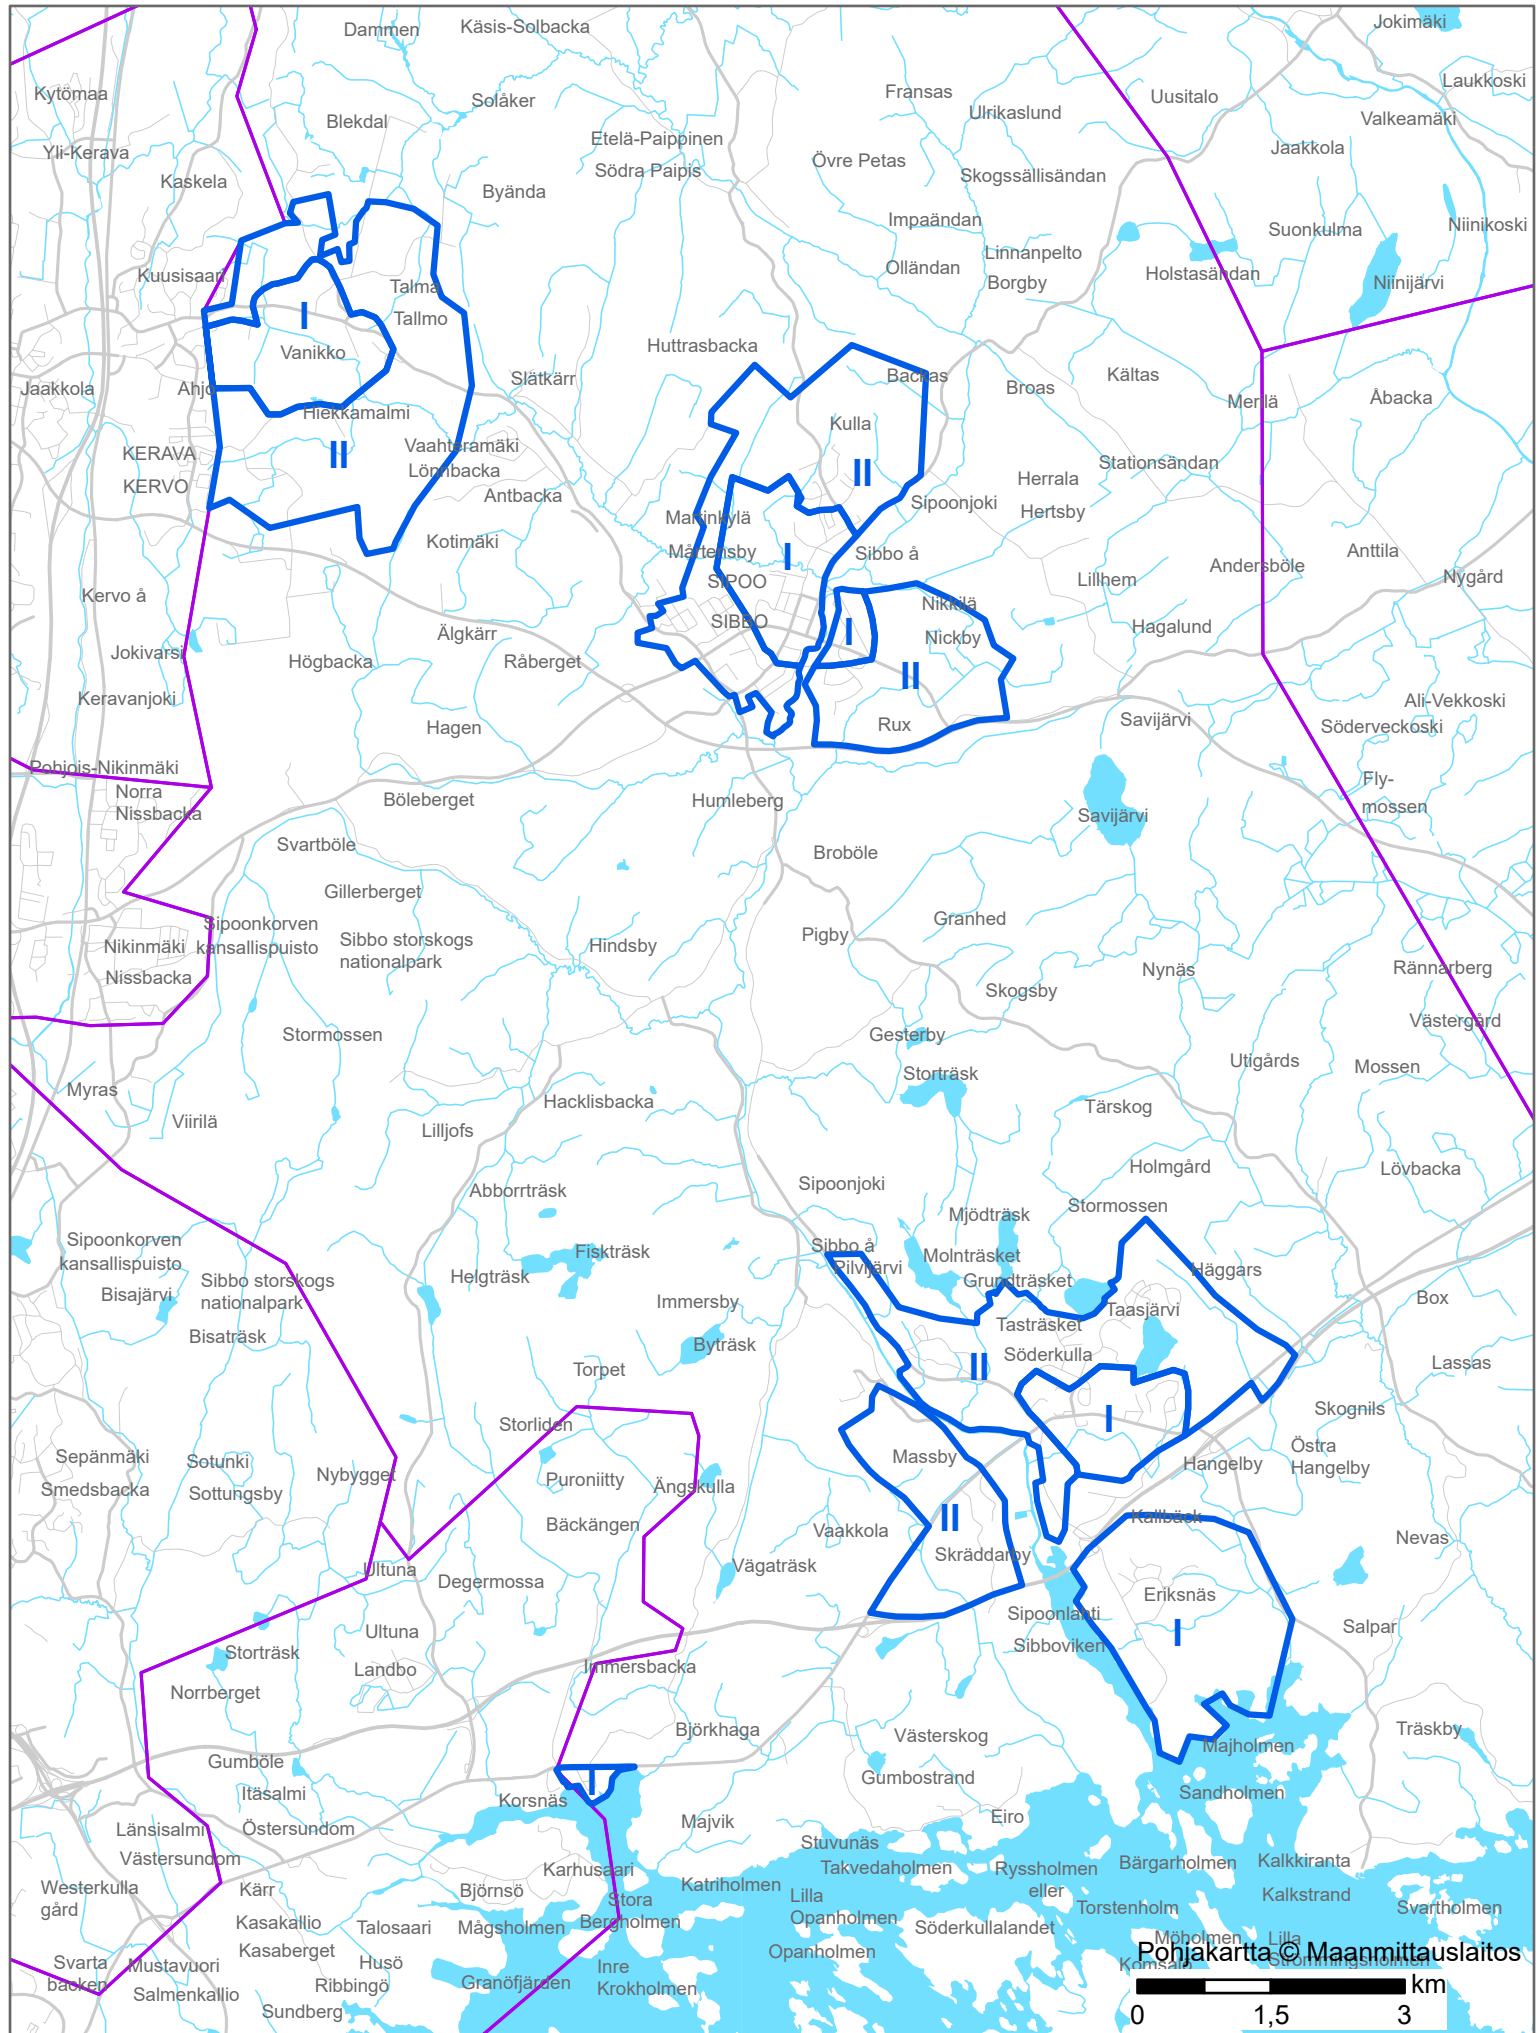 Dammen
Käsis-Solbacka
Jokimäki
Kytömaa
Solåker
Fransas
Ulrikaslund
Uusitalo
Laukkoski
Blekdal
Valkeamäki
Yli-Kerava
Etelä-Paippinen
Södra Paipis
Övre Petas
Jaakkola
Kaskela
Byända
Skogssällisändan
Impaändan
Suonkulma
Niinikoski
Linnanpelto
Borgby
Olländan
Holstasändan
Niinijärvi
Kuusisaari
Talma
Tallmo
I
Vanikko
Huttrasbacka
Slätkärr
Backas
Broas
Kältas
Jaakkola
Ahjo
Merilä
Åbacka
Hiekkamalmi
Kulla
KERAVA
KERVO
II
Vaahteramäki
Lönnbacka
Antbacka
II
Stationsändan
Herrala
Hertsby
Sipoonjoki
Martinkylä
Mårtensby
I
Sibbo å
Kotimäki
Anttila
Andersböle
Nygård
SIPOO
SIBBO
Lillhem
Kervo å
Nikkilä
Nickby
I
Hagalund
Älgkärr
Jokivarsi
Keravanjoki
Högbacka
Råberget
II
Ali-Vekkoski
Söderveckoski
Hagen
Rux
Savijärvi
Pohjois-Nikinmäki
Norra
Nissbacka
Böleberget
Humleberg
Savijärvi
Fly-
mossen
Svartböle
Broböle
Gillerberget
Sipoonkorven
kansallispuisto
Sibbo storskogs
nationalpark
Granhed
Nikinmäki
Nissbacka
Hindsby
Pigby
Nynäs
Rännarberg
Skogsby
Stormossen
Gesterby
Västergård
Storträsk
Utigårds
Mossen
Myras
Viirilä
Hacklisbacka
Lilljofs
Tärskog
Holmgård
Lövbacka
Abborrträsk
Sipoonjoki
Sibbo å
Mjödträsk
Stormossen
Sipoonkorven
kansallispuisto
Bisajärvi
Sibbo storskogs
nationalpark
Bisaträsk
Fiskträsk
Helgträsk
Pilvijärvi
Molnträsket
Grundträsket
Häggars
Immersby
Taasjärvi
Tasträsket
Box
Byträsk
Söderkulla
II
Torpet
Lassas
Storliden
I
Skognils
Sepänmäki
Smedsbacka
Sotunki
Sottungsby
Nybygget
Puroniitty
Ängskulla
Massby
Hangelby
Östra
Hangelby
Bäckängen
Vaakkola
II
Skräddarby
Kallbäck
Nevas
Ultuna
Degermossa
Vägaträsk
Eriksnäs
Sipoonlahti
Sibboviken
I
Salpar
Ultuna
Storträsk
Landbo
Immersbacka
Norrberget
Björkhaga
Västerskog
Majholmen
Träskby
Gumböle
Itäsalmi
Östersundom
I
Korsnäs
Gumbostrand
Sandholmen
Länsisalmi
Västersundom
Majvik
Eiro
Stuvunäs
Takvedaholmen
Ryssholmen
eller
Bärgarholmen
Kalkkiranta
Kalkstrand
Westerkulla
gård
Kärr
Björnsö
Karhusaari
Stora
Bergholmen
Katriholmen
Lilla
Opanholmen
Torstenholm
Svartholmen
Kasakallio
Kasaberget
Talosaari
Mågsholmen
Söderkullalandet
Möholmen
Lilla
Strömmingsholmen
Svarta
backen
Mustavuori
Salmenkallio
Husö
Ribbingö
Sundberg
Granöfjärden
Inre
Krokholmen
Opanholmen
Komsalö
Pohjakartta © Maanmittauslaitos
km
0 1,5 3